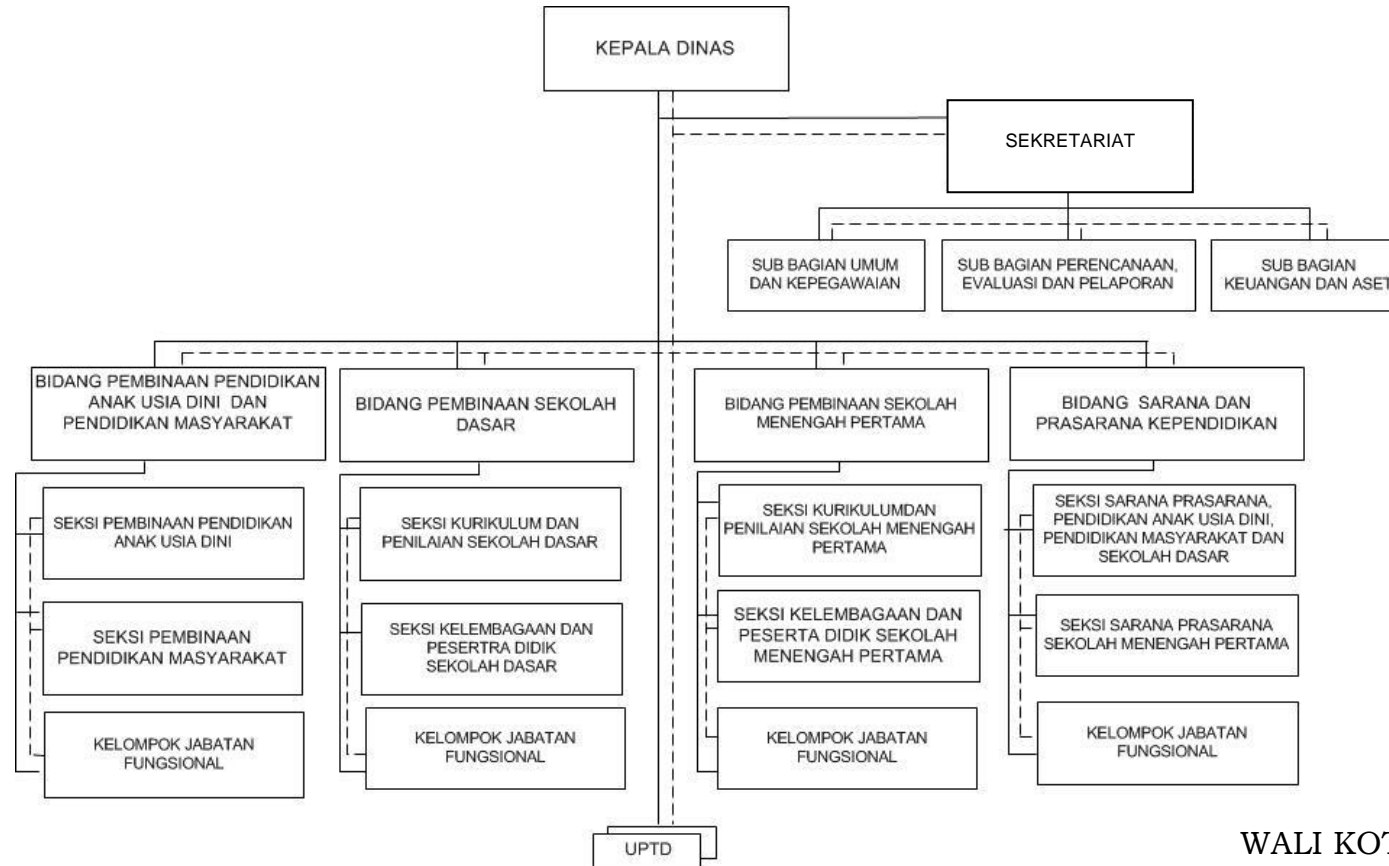 KEPALA DINAS
SEKRETARIAT
SUB BAGIAN UMUM
DAN KEPEGAWAIAN
SUB BAGIAN PERENCANAAN,
EVALUASI DAN PELAPORAN
SUB BAGIAN
KEUANGAN DAN ASET
BIDANG PEMBINAAN PENDIDIKAN
ANAK USIA DINI DAN
PENDIDIKAN MASYARAKAT
BIDANG PEMBINAAN SEKOLAH
DASAR
BIDANG PEMBINAAN SEKOLAH
MENENGAH PERTAMA
BIDANG SARANA DAN
PRASARANA KEPENDIDIKAN
SEKSI PEMBINAAN PENDIDIKAN
ANAK USIA DINI
SEKSI KURIKULUM DAN
PENILAIAN SEKOLAH DASAR
SEKSI KURIKULUMDAN
PENILAIAN SEKOLAH MENENGAH
PERTAMA
SEKSI SARANA PRASARANA,
PENDIDIKAN ANAK USIA DINI,
PENDIDIKAN MASYARAKAT DAN
SEKOLAH DASAR
SEKSI PEMBINAAN
PENDIDIKAN MASYARAKAT
SEKSI KELEMBAGAAN DAN
PESERTRA DIDIK
SEKOLAH DASAR
SEKSI KELEMBAGAAN DAN
PESERTA DIDIK SEKOLAH
MENENGAH PERTAMA
SEKSI SARANA PRASARANA
SEKOLAH MENENGAH PERTAMA
KELOMPOK JABATAN
FUNGSIONAL
KELOMPOK JABATAN
FUNGSIONAL
KELOMPOK JABATAN
FUNGSIONAL
KELOMPOK JABATAN
FUNGSIONAL
UPTD
WALI KOT